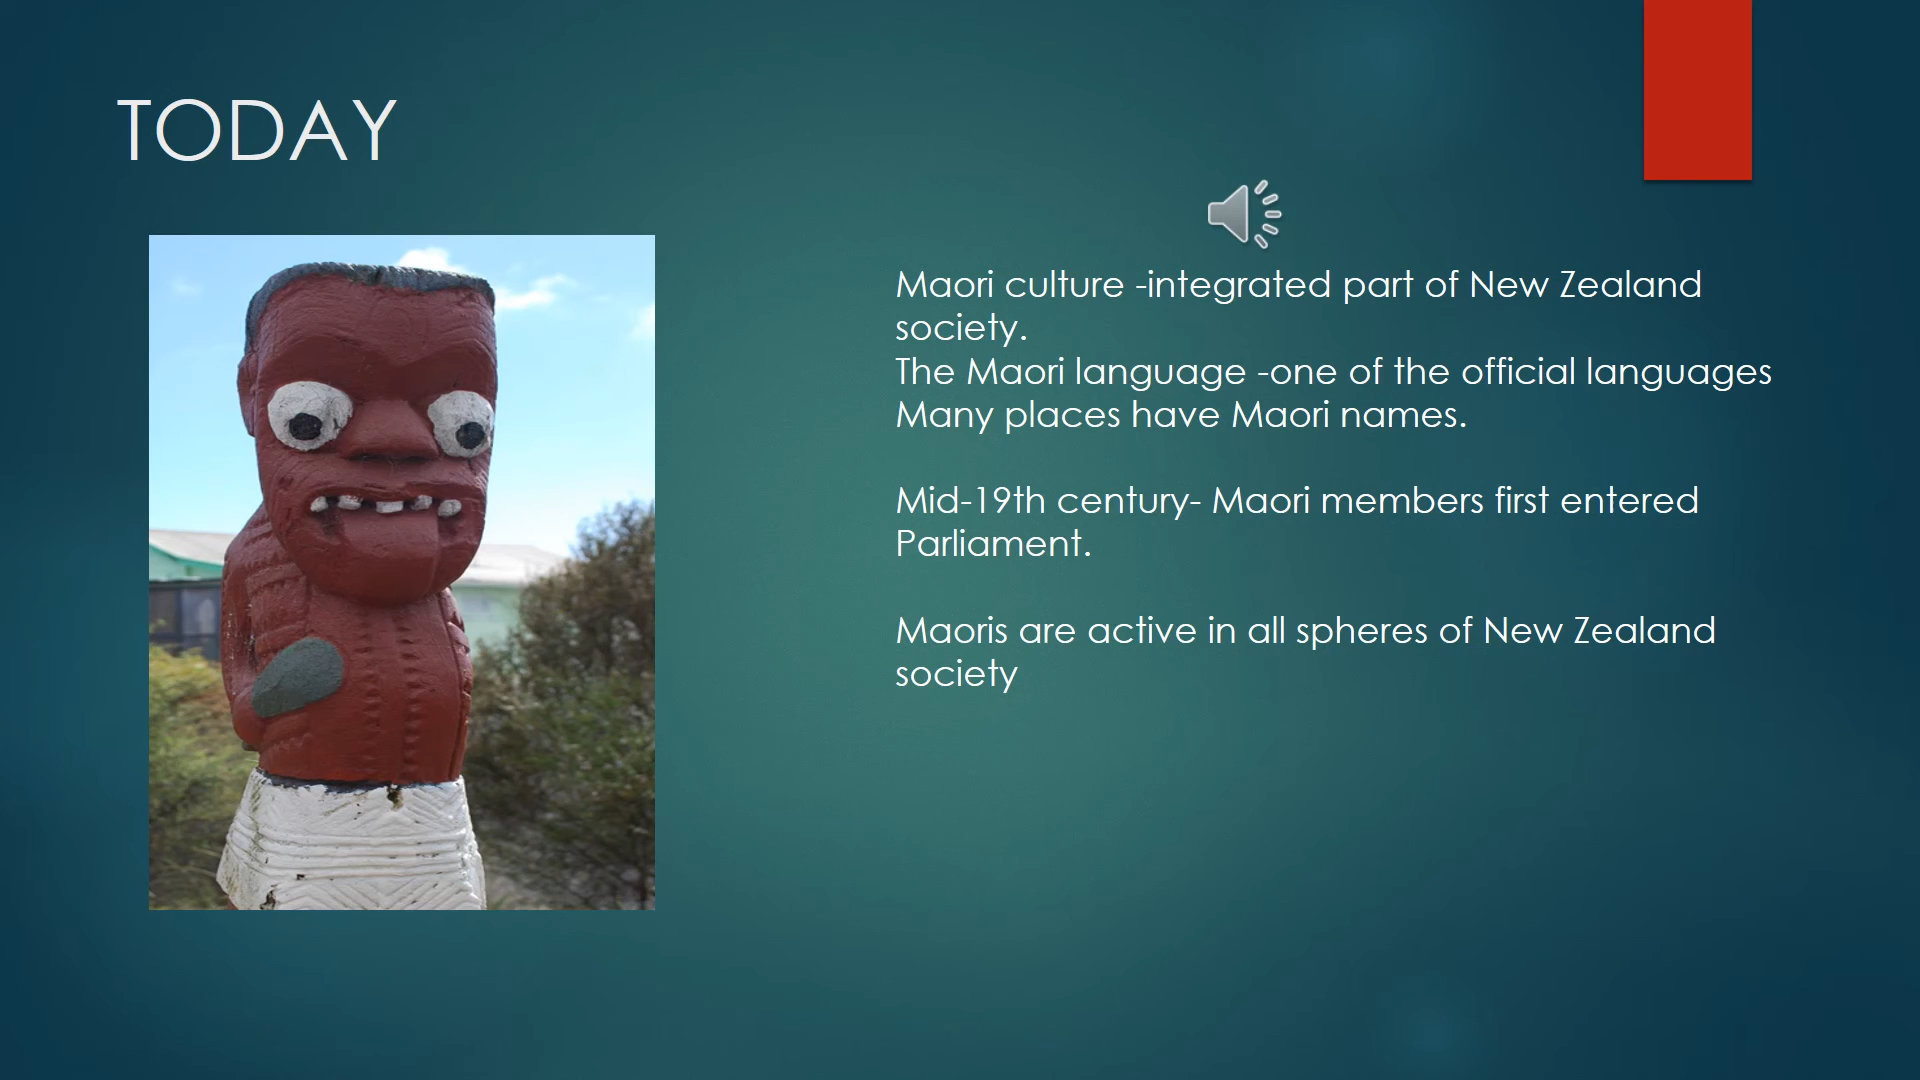 TODAY
Maori culture -integrated part of New Zealand
society.
The Maori language -one of the official languages
Many places have Maori names.
Mid-19th century- Maori members first entered
Parliament.
Maoris are active in all spheres of New Zealand
society